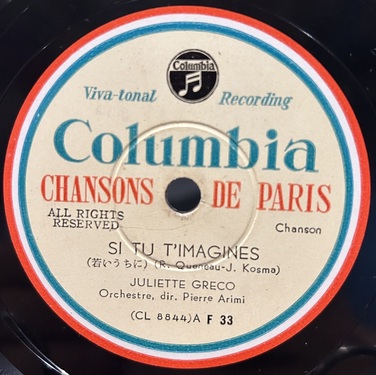 Columbia
Viva-tonal Recording
Columbia
CHANSONS DE PARIS
ALL RIGHTS
RESERVED
Chanson
SI TU T'IMAGINES
(若いうちに) (R. Queneau-J. Kosma)
JULIETTE GRECO
Orchestre, dir. Pierre Arimi
(CL 8844)A F 33